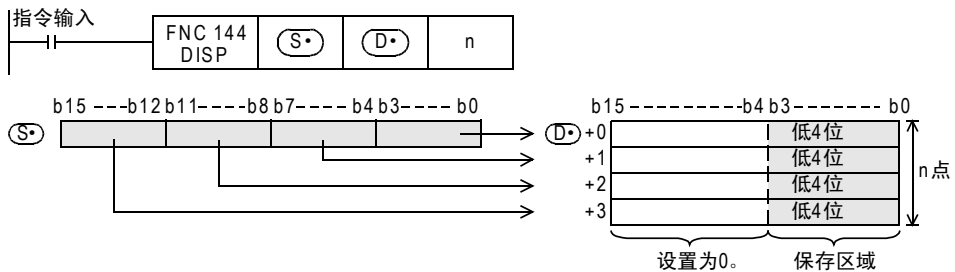 指令输入
FNC 144
DISP
S•
D•
n
b15 ---b12 b11----b8 b7---- b4 b3----- b0
S•
b15 ----------b4 b3------ b0
D• +0 低4位
+1 低4位
+2 低4位
+3 低4位
n点
设置为0。
保存区域